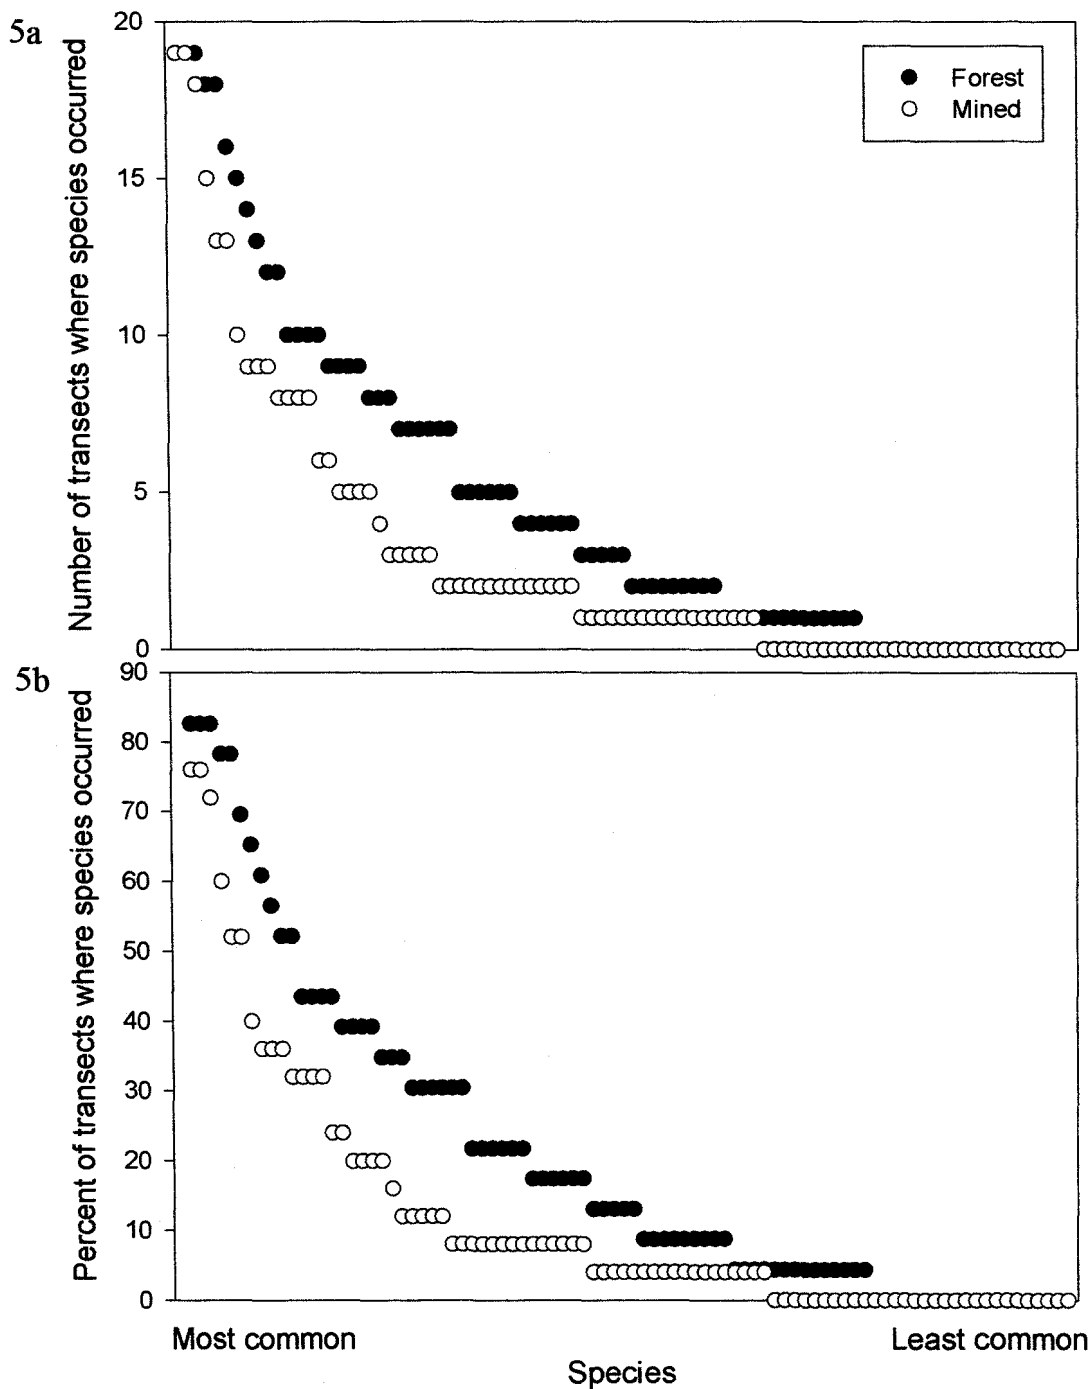 5a
Number of transects where species occurred
20
15
10
5
0
Forest
Mined
5b
Percent of transects where species occurred
90
80
70
60
50
40
30
20
10
0
Most common
Least common
Species